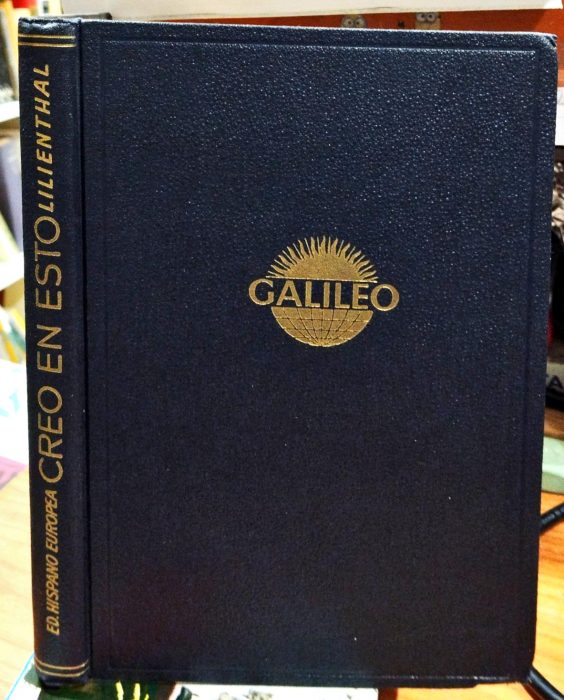 LILIENTHAL
CREO EN ESTO
ED. HISPANO EUROPEA
GALILEO